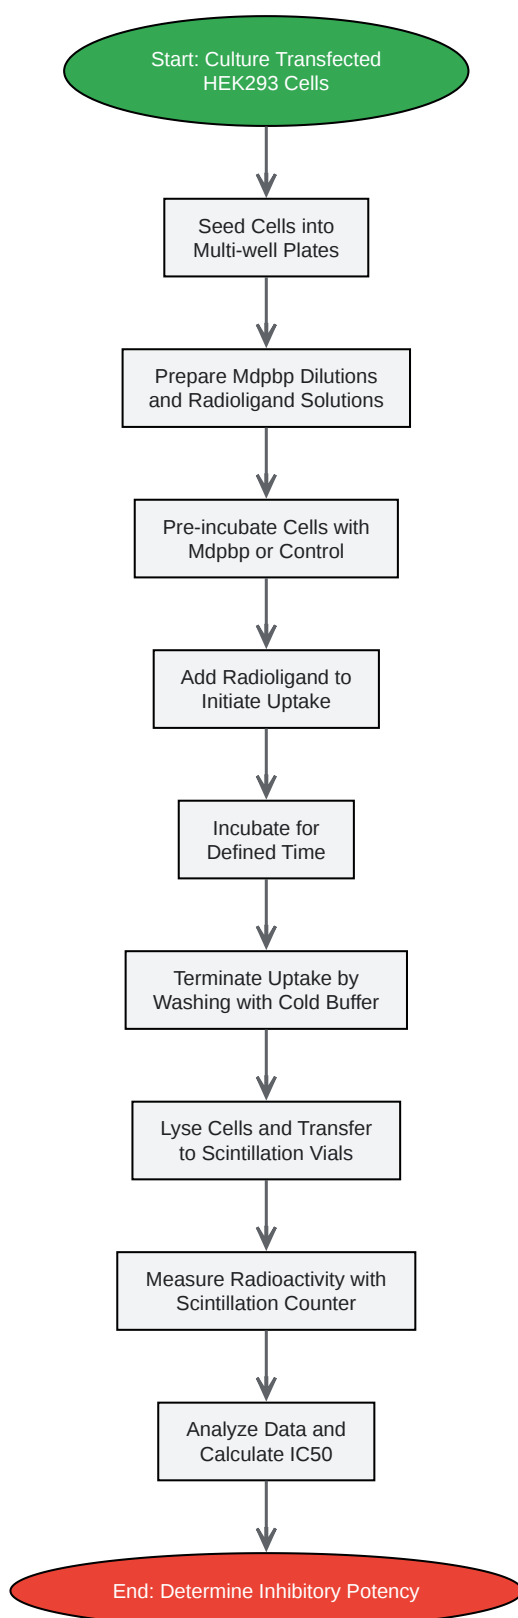 Start: Culture Transfected
HEK293 Cells
Seed Cells into
Multi-well Plates
Prepare Mdpbp Dilutions
and Radioligand Solutions
Pre-incubate Cells with
Mdpbp or Control
Add Radioligand to
Initiate Uptake
Incubate for
Defined Time
Terminate Uptake by
Washing with Cold Buffer
Lyse Cells and Transfer
to Scintillation Vials
Measure Radioactivity with
Scintillation Counter
Analyze Data and
Calculate IC50
End: Determine Inhibitory Potency